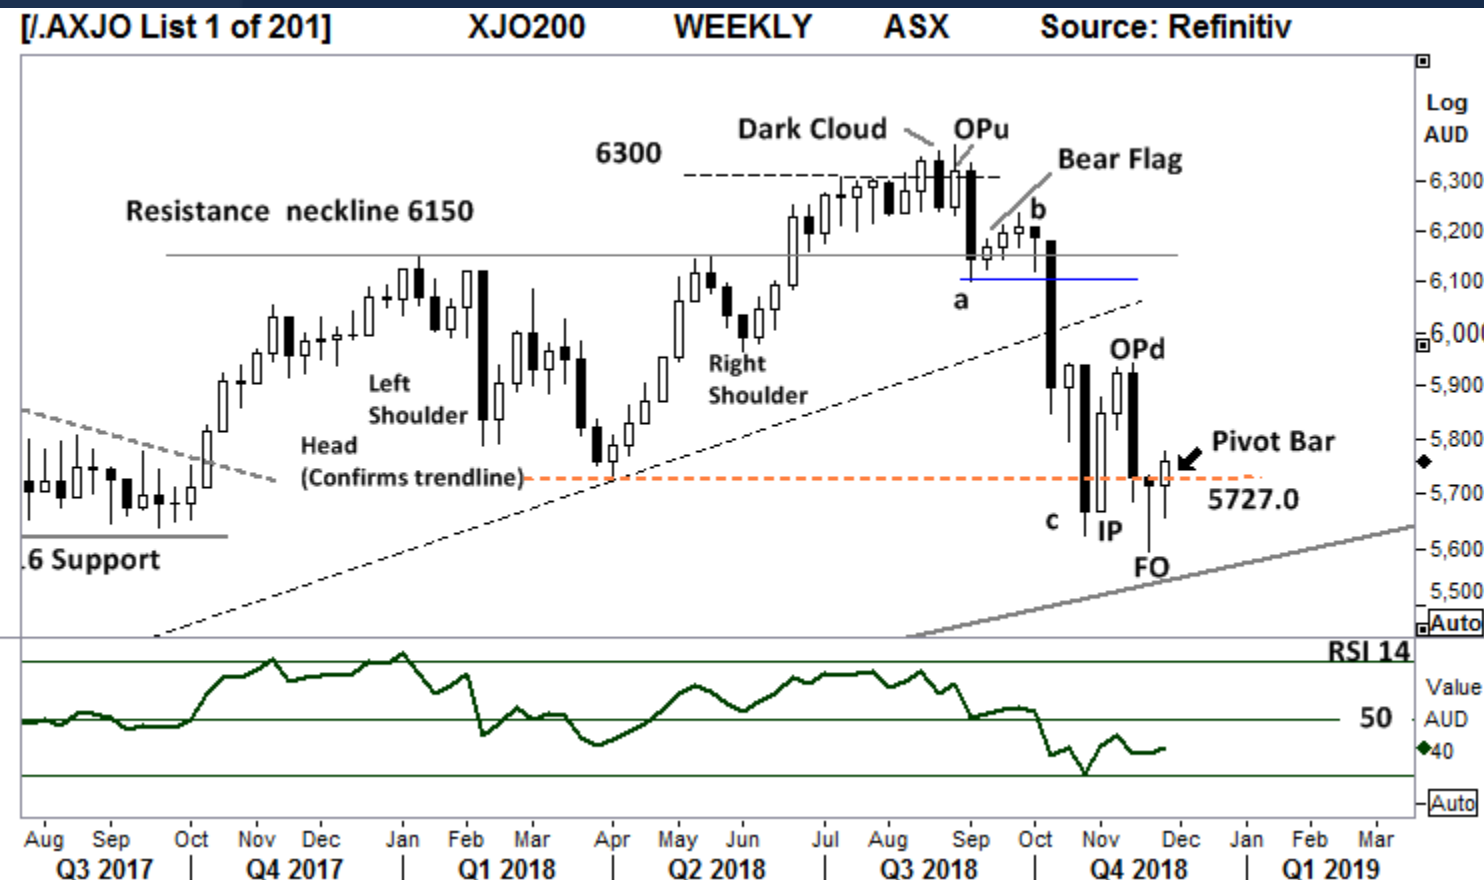 [/.AXJO List 1 of 201] XJO200 WEEKLY ASX Source: Refinitiv
Log
AUD
Dark Cloud OPu
6300
Bear Flag
6,300
Resistance neckline 6150
b
6,200
6,100
a
6,000
OPd
Right
Shoulder
Left
Shoulder
5,900
Head
(Confirms trendline)
Pivot Bar
5,800
5,700
5727.0
c IP
.6 Support
FO
5,600
5,500
Auto
RSI 14
Value
50 AUD
40
Auto
Aug Sep Oct Nov Dec Jan Feb Mar Apr May Jun Jul Aug Sep Oct Nov Dec Jan Feb Mar
Q3 2017 Q4 2017 Q1 2018 Q2 2018 Q3 2018 Q4 2018 Q1 2019